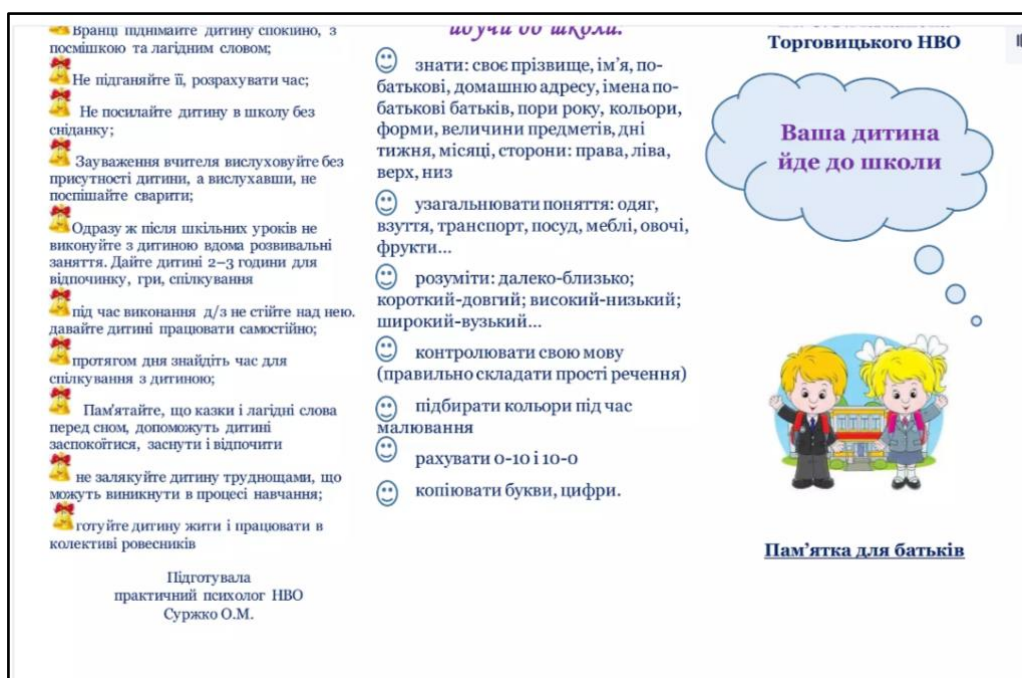 Вранці піднімайте дитину спокійно, з
посмішкою та лагідним словом;
Не підганяйте її, розрахувати час;
Не посилайте дитину в школу без
сніданку;
Зауваження вчителя вислуховуйте без
присутності дитини, а вислухавши, не
поспішайте сварити;
Одразу ж після шкільних уроків не
виконуйте з дитиною вдома розвивальні
заняття. Дайте дитині 2–3 години для
відпочинку, гри, спілкування
під час виконання д/з не стійте над нею.
давайте дитині працювати самостійно;
протягом дня знайдіть час для
спілкування з дитиною;
Пам'ятайте, що казки і лагідні слова
перед сном, допоможуть дитині
заспокоїтися, заснути і відпочити
не залякуйте дитину труднощами, що
можуть виникнути в процесі навчання;
готуйте дитину жити і працювати в
колективі ровесників
Підготувала
практичний психолог НВО
Суржко О.М.
йдучи до школи:
знати: своє прізвище, ім’я, по-
батькові, домашню адресу, імена по-
батькові батьків, пори року, кольори,
форми, величини предметів, дні
тижня, місяці, сторони: права, ліва,
верх, низ
узагальнювати поняття: одяг,
взуття, транспорт, посуд, меблі, овочі,
фрукти...
розуміти: далеко-близько;
короткий-довгий; високий-низький;
широкий-вузький...
контролювати свою мову
(правильно складати прості речення)
підбирати кольори під час
малювання
рахувати 0-10 і 10-0
копіювати букви, цифри.
Торговицького НВО
Ваша дитина
йде до школи
Пам’ятка для батьків